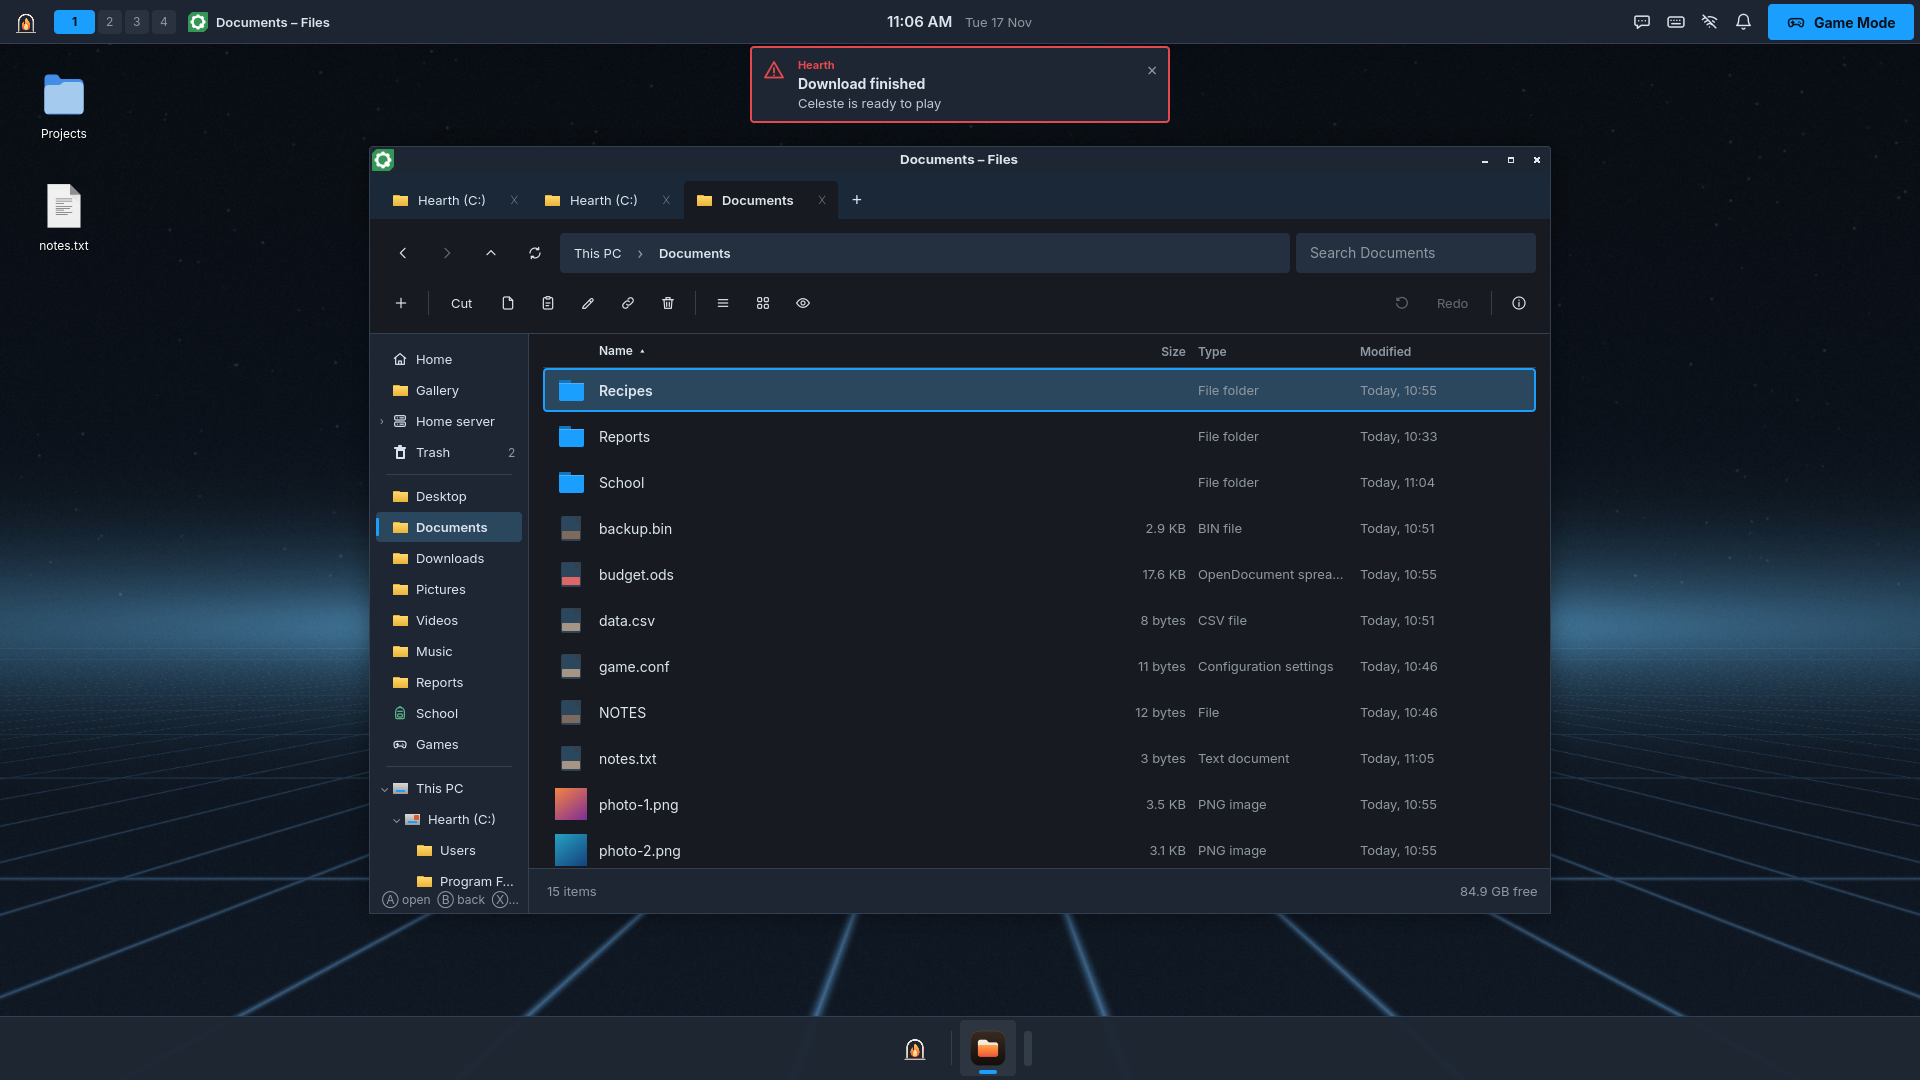 1 2 3 4 Documents – Files 11:06 AM Tue 17 Nov Game Mode
Hearth
Download finished
Celeste is ready to play
Projects
notes.txt
Documents – Files
Hearth (C:) X Hearth (C:) X Documents X +
This PC › Documents Search Documents
Cut Redo
Name Size Type Modified
Home
Gallery
Home server
Trash 2
Desktop
Documents
Downloads
Pictures
Videos
Music
Reports
School
Games
This PC
Hearth (C:)
Users
Program F...
A open B back X...
Recipes File folder Today, 10:55
Reports File folder Today, 10:33
School File folder Today, 11:04
backup.bin 2.9 KB BIN file Today, 10:51
budget.ods 17.6 KB OpenDocument sprea... Today, 10:55
data.csv 8 bytes CSV file Today, 10:51
game.conf 11 bytes Configuration settings Today, 10:46
NOTES 12 bytes File Today, 10:46
notes.txt 3 bytes Text document Today, 11:05
photo-1.png 3.5 KB PNG image Today, 10:55
photo-2.png 3.1 KB PNG image Today, 10:55
15 items 84.9 GB free